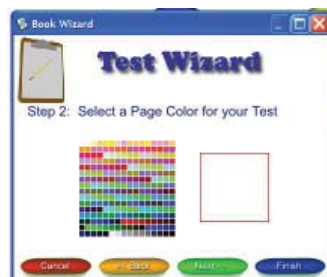 Book Wizard
Test Wizard
Step 2: Select a Page Color for your Test
Cancel
<< Back
Next >>
Finish